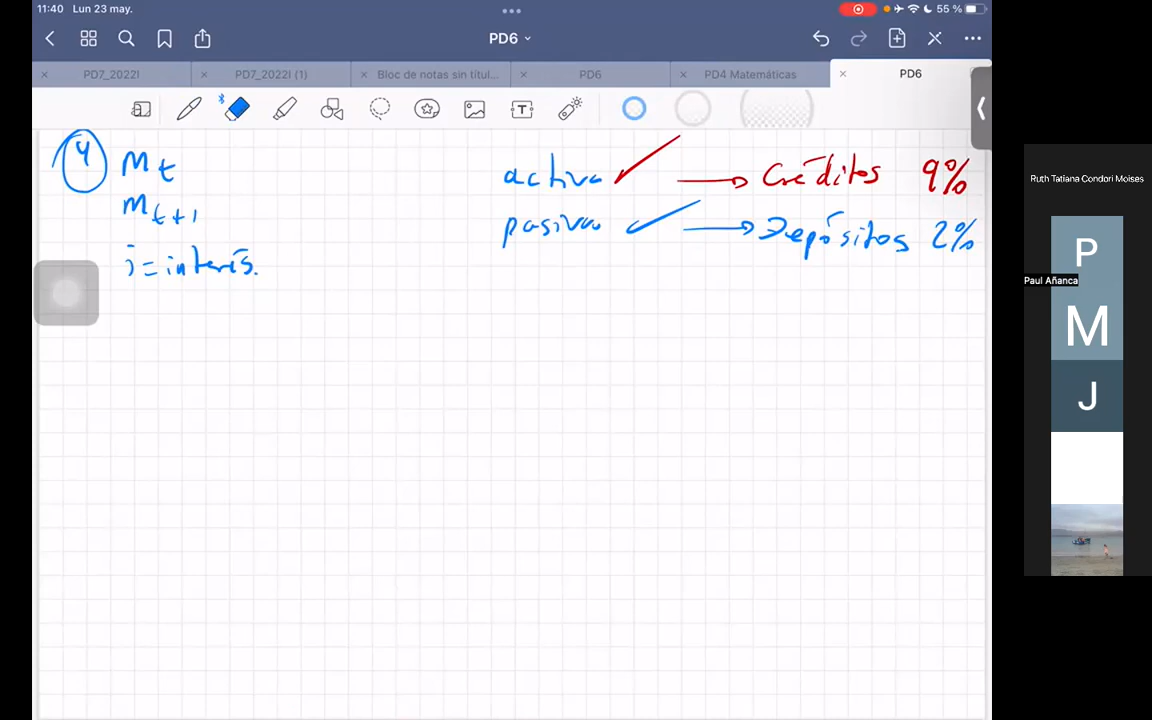 11:40 Lun 23 may.
55 %
PD6
PD7_2022I
PD7_2022I (1)
Bloc de notas sin títul...
PD6
PD4 Matemáticas
PD6
4 Mt
activa → Créditos 9%
Mt+1
pasiva → Depósitos 2%
i = interés.
Ruth Tatiana Condori Moises
P
Paul Añanca
M
J